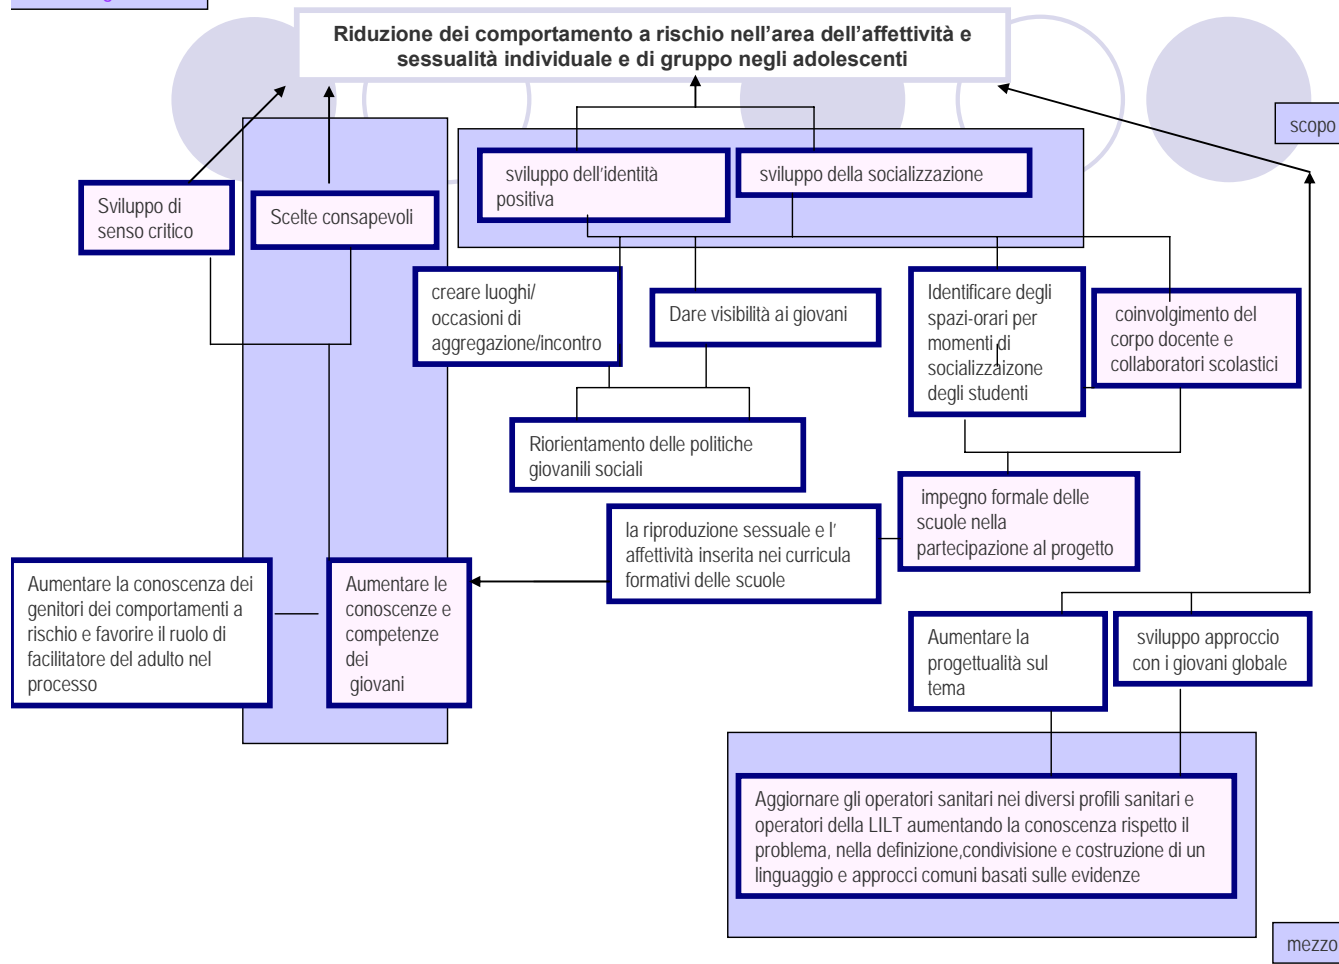 Riduzione dei comportamento a rischio nell'area dell'affettività e
sessualità individuale e di gruppo negli adolescenti
scopo
sviluppo dell'identità
positiva
sviluppo della socializzazione
Sviluppo di
senso critico
Scelte consapevoli
creare luoghi/
occasioni di
aggregazione/incontro
Dare visibilità ai giovani
Identificare degli
spazi-orari per
momenti di
socializzaizone
degli studenti
coinvolgimento del
corpo docente e
collaboratori scolastici
Riorientamento delle politiche
giovanili sociali
impegno formale delle
scuole nella
partecipazione al progetto
la riproduzione sessuale e l'
affettività inserita nei curricula
formativi delle scuole
Aumentare la conoscenza dei
genitori dei comportamenti a
rischio e favorire il ruolo di
facilitatore del adulto nel
processo
Aumentare le
conoscenze e
competenze
dei
giovani
Aumentare la
progettualità sul
tema
sviluppo approccio
con i giovani globale
Aggiornare gli operatori sanitari nei diversi profili sanitari e
operatori della LILT aumentando la conoscenza rispetto il
problema, nella definizione,condivisione e costruzione di un
linguaggio e approcci comuni basati sulle evidenze
mezzo